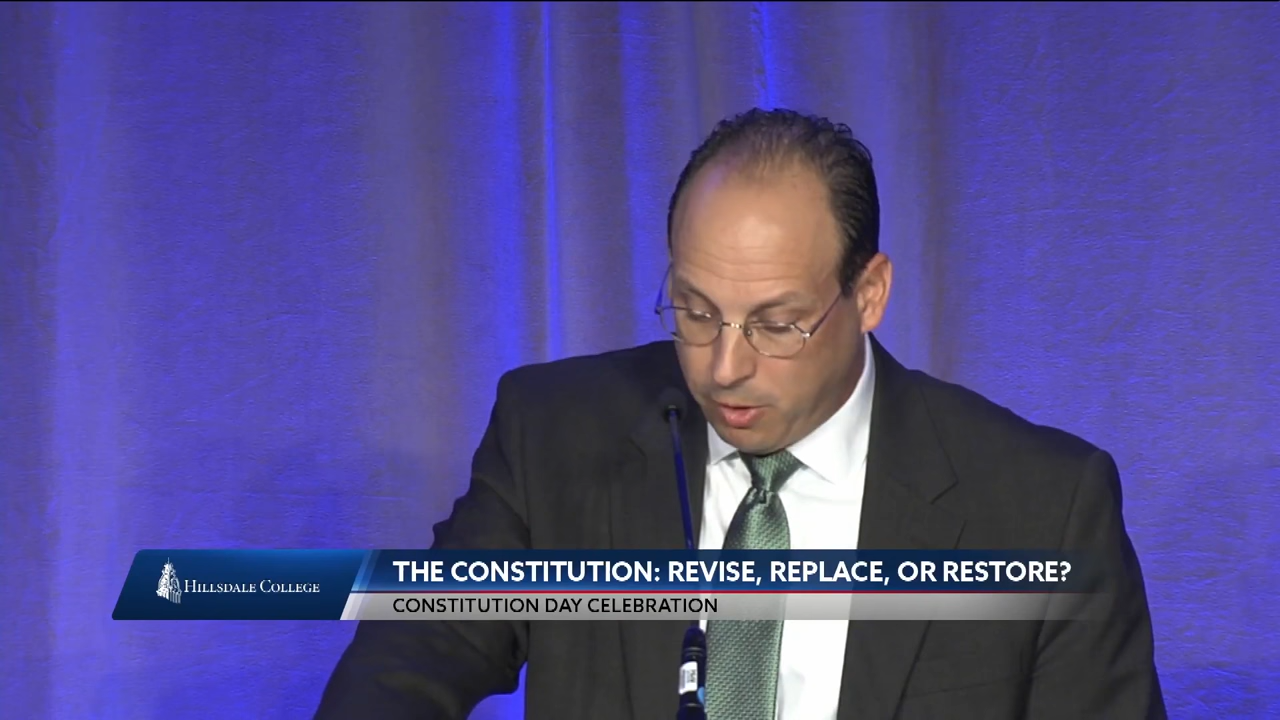 HILLSDALE COLLEGE
THE CONSTITUTION: REVISE, REPLACE, OR RESTORE?
CONSTITUTION DAY CELEBRATION